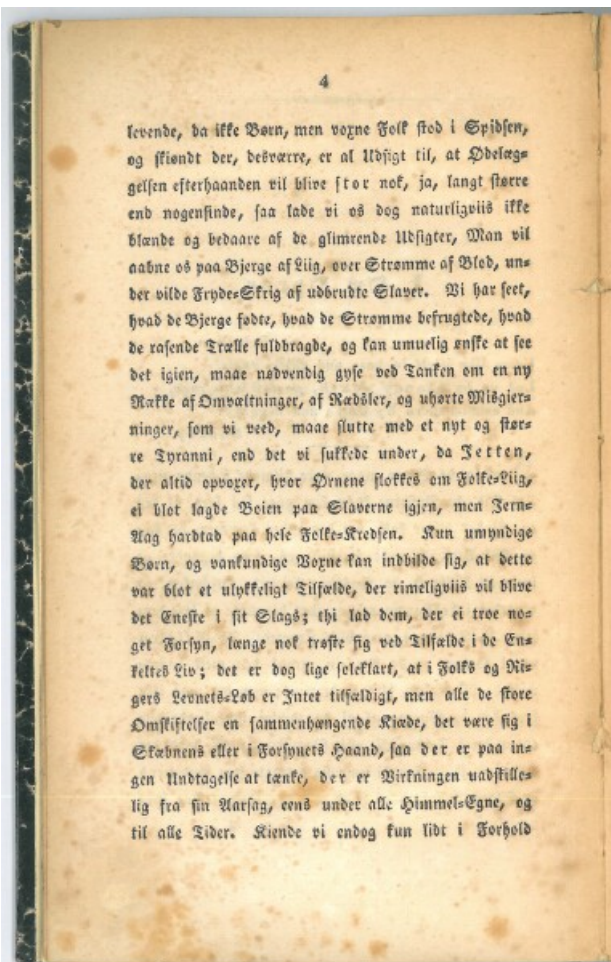 4
levende, da ikke Børn, men voxne Folk stod i Spidsen,
og skiøndt der, desværre, er al Udsigt til, at Ødelæg-
gelsen efterhaanden vil blive stor nok, ja, langt større
end nogensinde, saa lade vi os dog naturligviis ikke
blænde og bedaare af de glimrende Udsigter, Man vil
aabne os paa Bjerge af Liig, over Strømme af Blod, un-
der vilde Fryde-Skrig af udbrudte Slaver. Vi har seet,
hvad de Bjerge fødte, hvad de Strømme befrugtede, hvad
de rasende Trælle fuldbragde, og kan umuelig ønske at see
det igien, maae nødvendig gyse ved Tanken om en ny
Række af Omvæltninger, af Rædsler, og uhørte Misgier-
ninger, som vi veed, maae slutte med et nyt og stør-
re Tyranni, end det vi sukkede under, da Jetten,
der altid opvoxer, hvor Ørnene flokkes om Folke-Liig,
ei blot lagde Boien paa Slaverne igjen, men Jern-
Aag hardtad paa hele Folke-Kredsen. Kun umyndige
Børn, og vankundige Voxne kan indbilde sig, at dette
var blot et ulykkeligt Tilfælde, der rimeligviis vil blive
det Eneste i sit Slags; thi lad dem, der ei troe no-
get Forsyn, længe nok trøste sig ved Tilfælde i de En-
keltes Liv; det er dog lige soleklart, at i Folks og Ri-
gers Levnets-Løb er Intet tilfældigt, men alle de store
Omskiftelser en sammenhængende Kiæde, det være sig i
Skæbnens eller i Forsynets Haand, saa der er paa in-
gen Undtagelse at tænke, der er Virkningen uadskille-
lig fra sin Aarsag, eens under alle Himmel-Egne, og
til alle Tider. Kiende vi endog kun lidt i Forhold